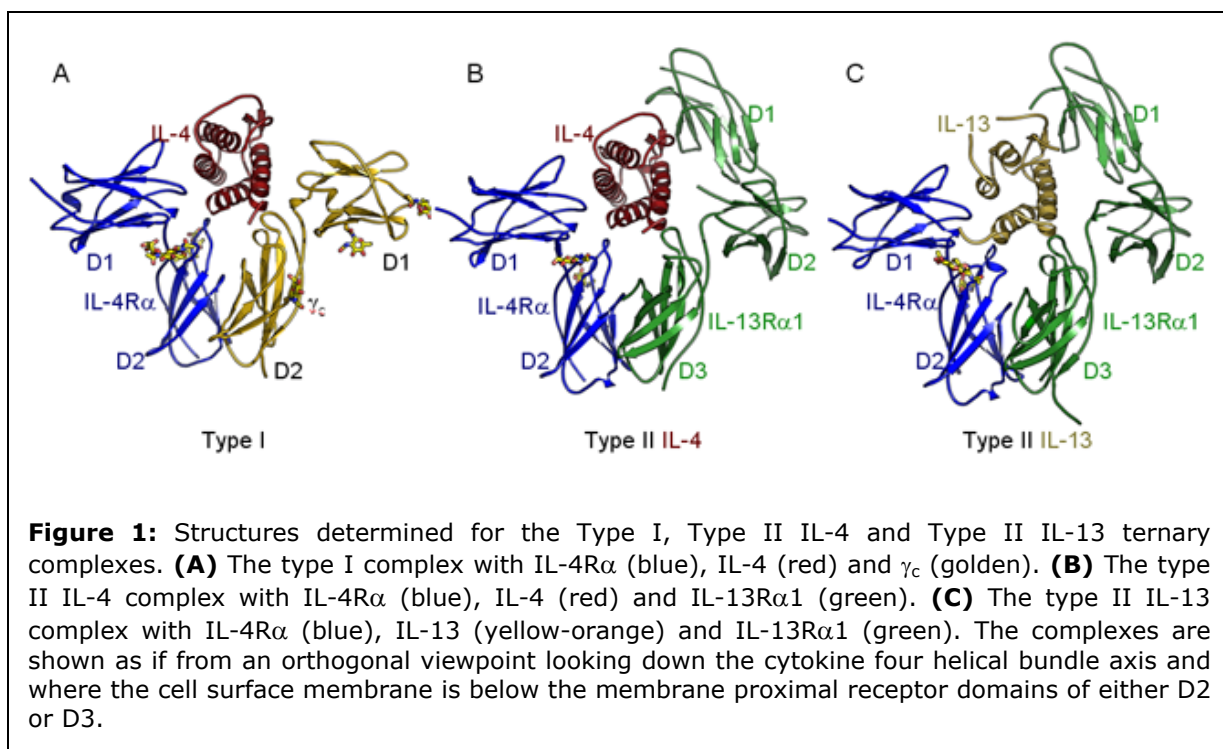 A
B
C
IL-4
D1
D1
IL-4Rα
γc
D2
D2
Type I
IL-4
D1
D1
D2
IL-4Rα
IL-13Rα1
D2
D3
Type II IL-4
IL-13
D1
D1
D2
IL-4Rα
IL-13Rα1
D2
D3
Type II IL-13
Figure 1: Structures determined for the Type I, Type II IL-4 and Type II IL-13 ternary
complexes. (A) The type I complex with IL-4Rα (blue), IL-4 (red) and γc (golden). (B) The type
II IL-4 complex with IL-4Rα (blue), IL-4 (red) and IL-13Rα1 (green). (C) The type II IL-13
complex with IL-4Rα (blue), IL-13 (yellow-orange) and IL-13Rα1 (green). The complexes are
shown as if from an orthogonal viewpoint looking down the cytokine four helical bundle axis and
where the cell surface membrane is below the membrane proximal receptor domains of either D2
or D3.